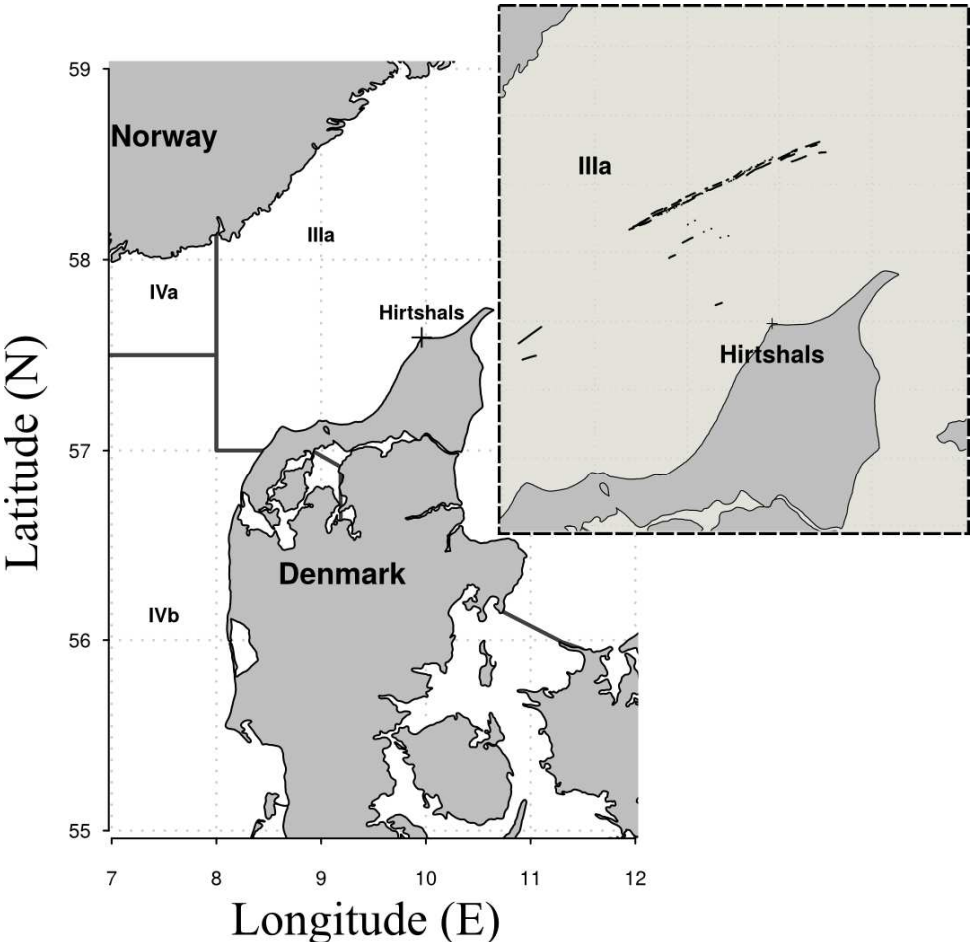 59
Norway
IIIa
IIIa
58
IVa
Hirtshals
Hirtshals
57
Denmark
IVb
56
55
7 8 9 10 11 12
Longitude (E)
Latitude (N)